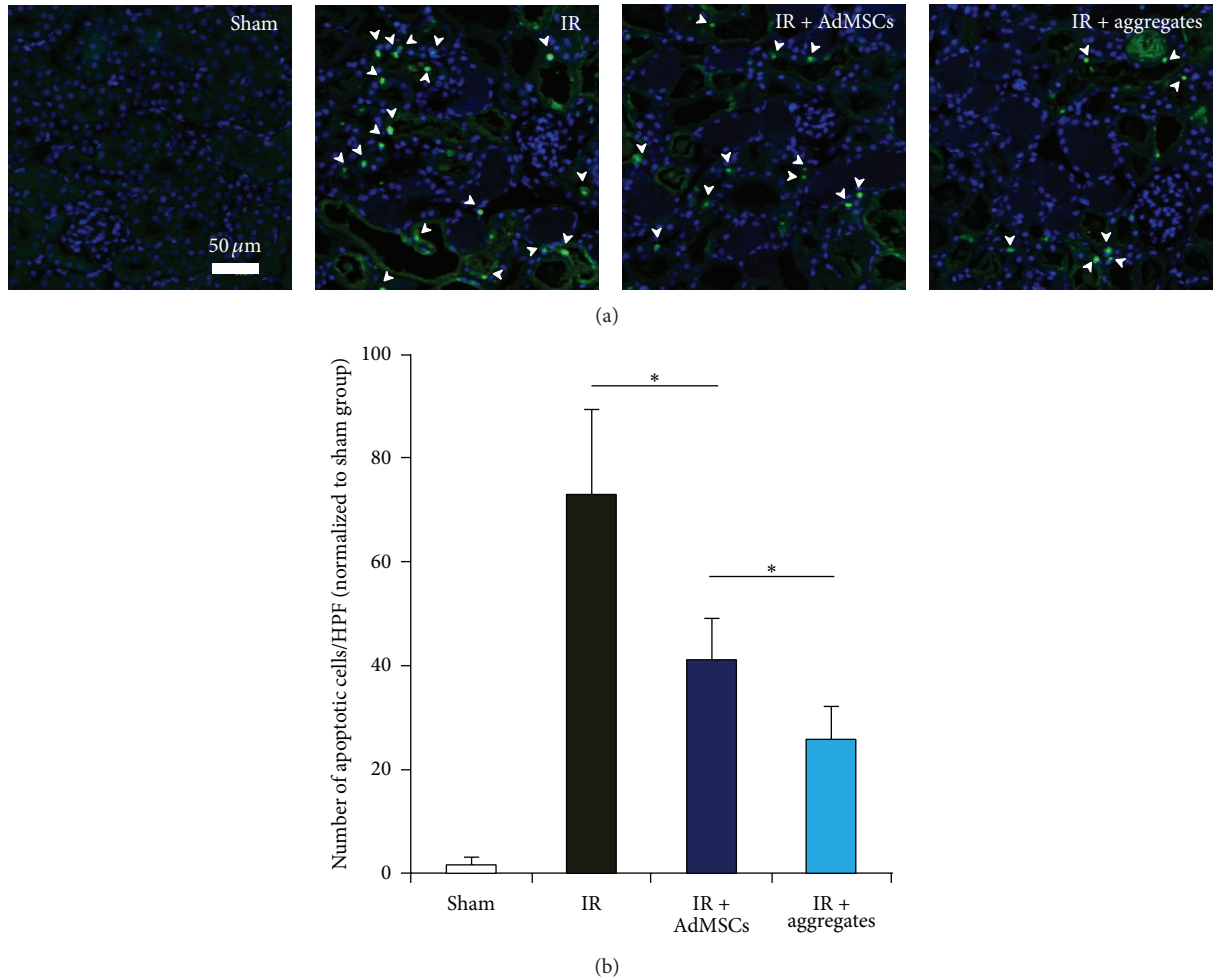 Sham
IR
IR + AdMSCs
IR + aggregates
50 μm
(a)
Number of apoptotic cells/HPF (normalized to sham group)
100
80
60
40
20
0
*
*
Sham
IR
IR +
AdMSCs
IR +
aggregates
(b)